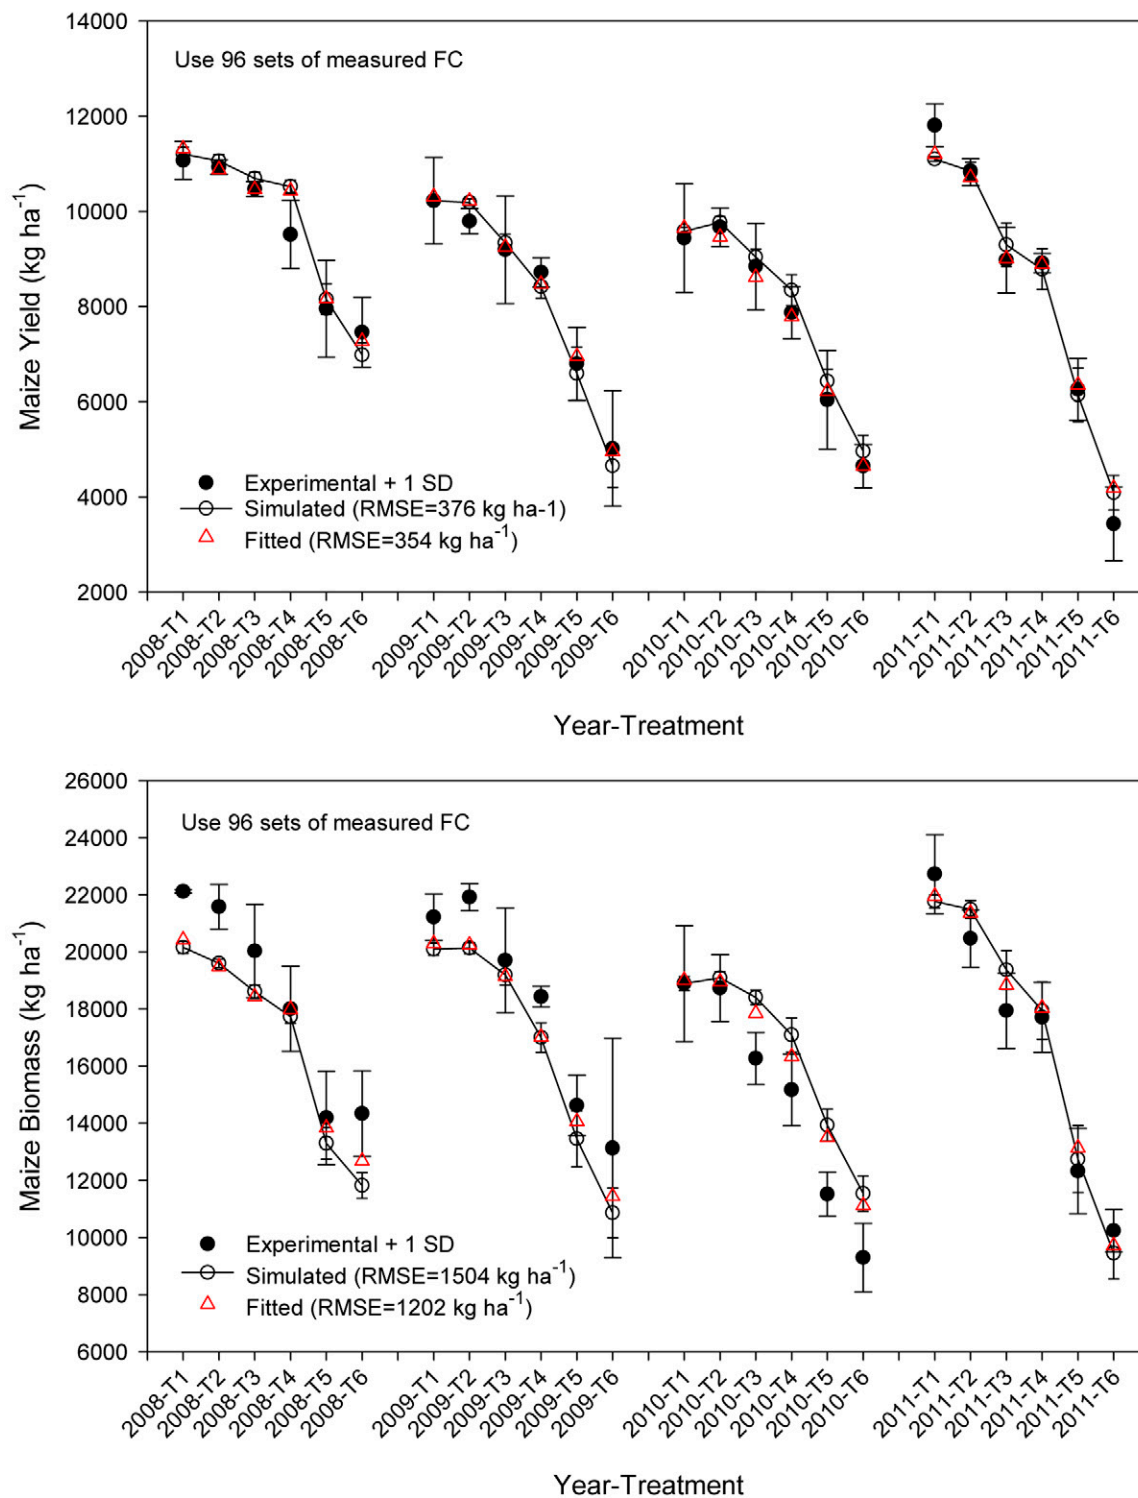 14000
12000
10000
8000
6000
4000
2000
Maize Yield (kg ha⁻¹)
Use 96 sets of measured FC
Experimental + 1 SD
Simulated (RMSE=376 kg ha-1)
Fitted (RMSE=354 kg ha⁻¹)
2008-T1
2008-T2
2008-T3
2008-T4
2008-T5
2008-T6
2009-T1
2009-T2
2009-T3
2009-T4
2009-T5
2009-T6
2010-T1
2010-T2
2010-T3
2010-T4
2010-T5
2010-T6
2011-T1
2011-T2
2011-T3
2011-T4
2011-T5
2011-T6
Year-Treatment
26000
24000
22000
20000
18000
16000
14000
12000
10000
8000
6000
Maize Biomass (kg ha⁻¹)
Use 96 sets of measured FC
Experimental + 1 SD
Simulated (RMSE=1504 kg ha⁻¹)
Fitted (RMSE=1202 kg ha⁻¹)
2008-T1
2008-T2
2008-T3
2008-T4
2008-T5
2008-T6
2009-T1
2009-T2
2009-T3
2009-T4
2009-T5
2009-T6
2010-T1
2010-T2
2010-T3
2010-T4
2010-T5
2010-T6
2011-T1
2011-T2
2011-T3
2011-T4
2011-T5
2011-T6
Year-Treatment